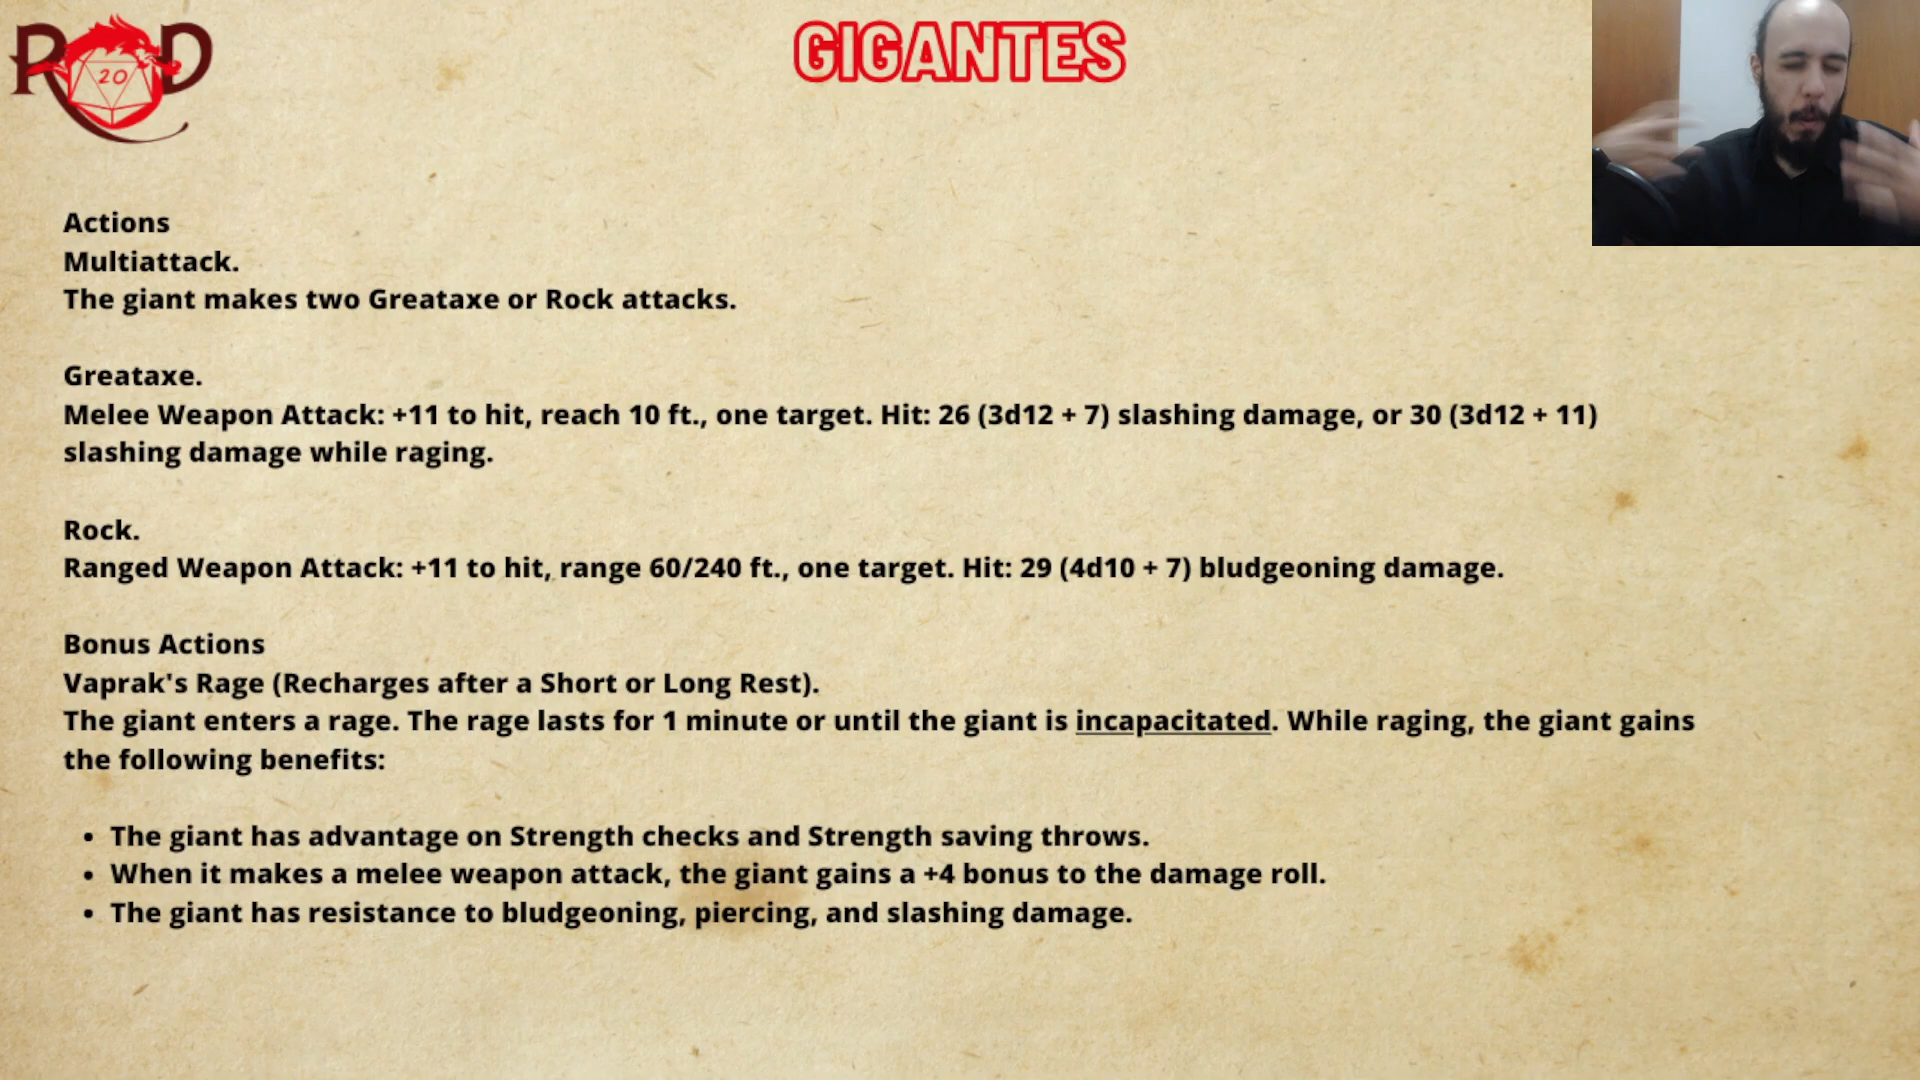 R 20 D
GIGANTES
Actions
Multiattack.
The giant makes two Greataxe or Rock attacks.
Greataxe.
Melee Weapon Attack: +11 to hit, reach 10 ft., one target. Hit: 26 (3d12 + 7) slashing damage, or 30 (3d12 + 11)
slashing damage while raging.
Rock.
Ranged Weapon Attack: +11 to hit, range 60/240 ft., one target. Hit: 29 (4d10 + 7) bludgeoning damage.
Bonus Actions
Vaprak's Rage (Recharges after a Short or Long Rest).
The giant enters a rage. The rage lasts for 1 minute or until the giant is incapacitated. While raging, the giant gains
the following benefits:
• The giant has advantage on Strength checks and Strength saving throws.
• When it makes a melee weapon attack, the giant gains a +4 bonus to the damage roll.
• The giant has resistance to bludgeoning, piercing, and slashing damage.